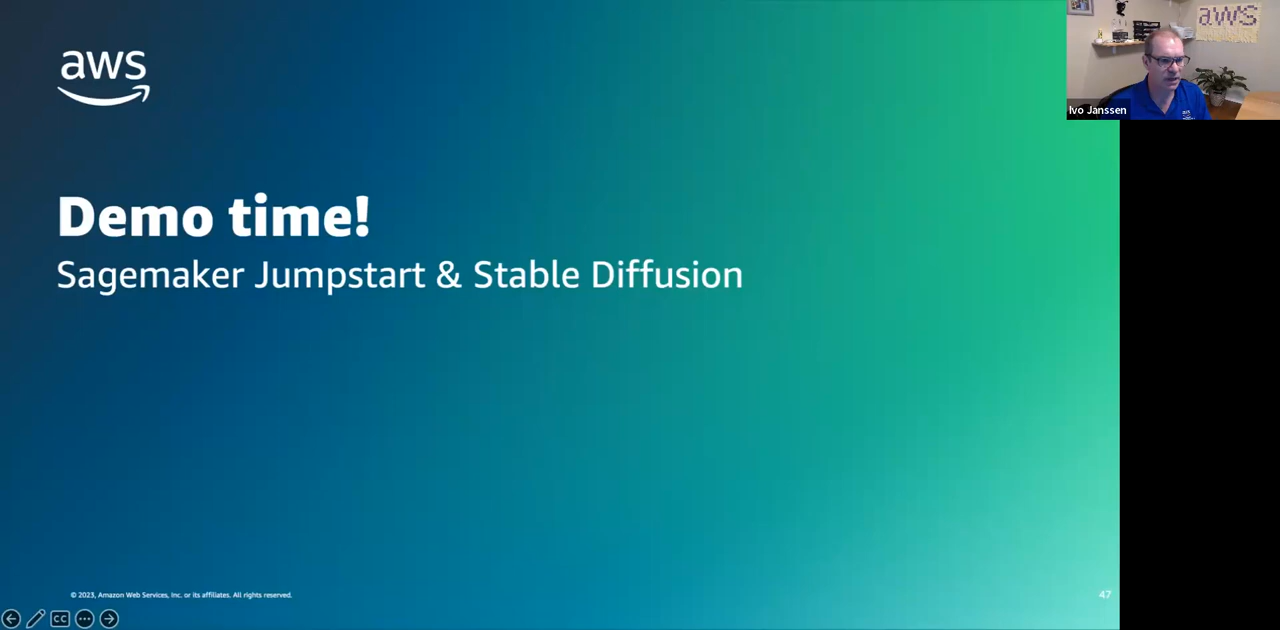 aws
Demo time!
Sagemaker Jumpstart & Stable Diffusion
© 2023, Amazon Web Services, Inc. or its affiliates. All rights reserved.
47
CC
aws
Ivo Janssen
aws